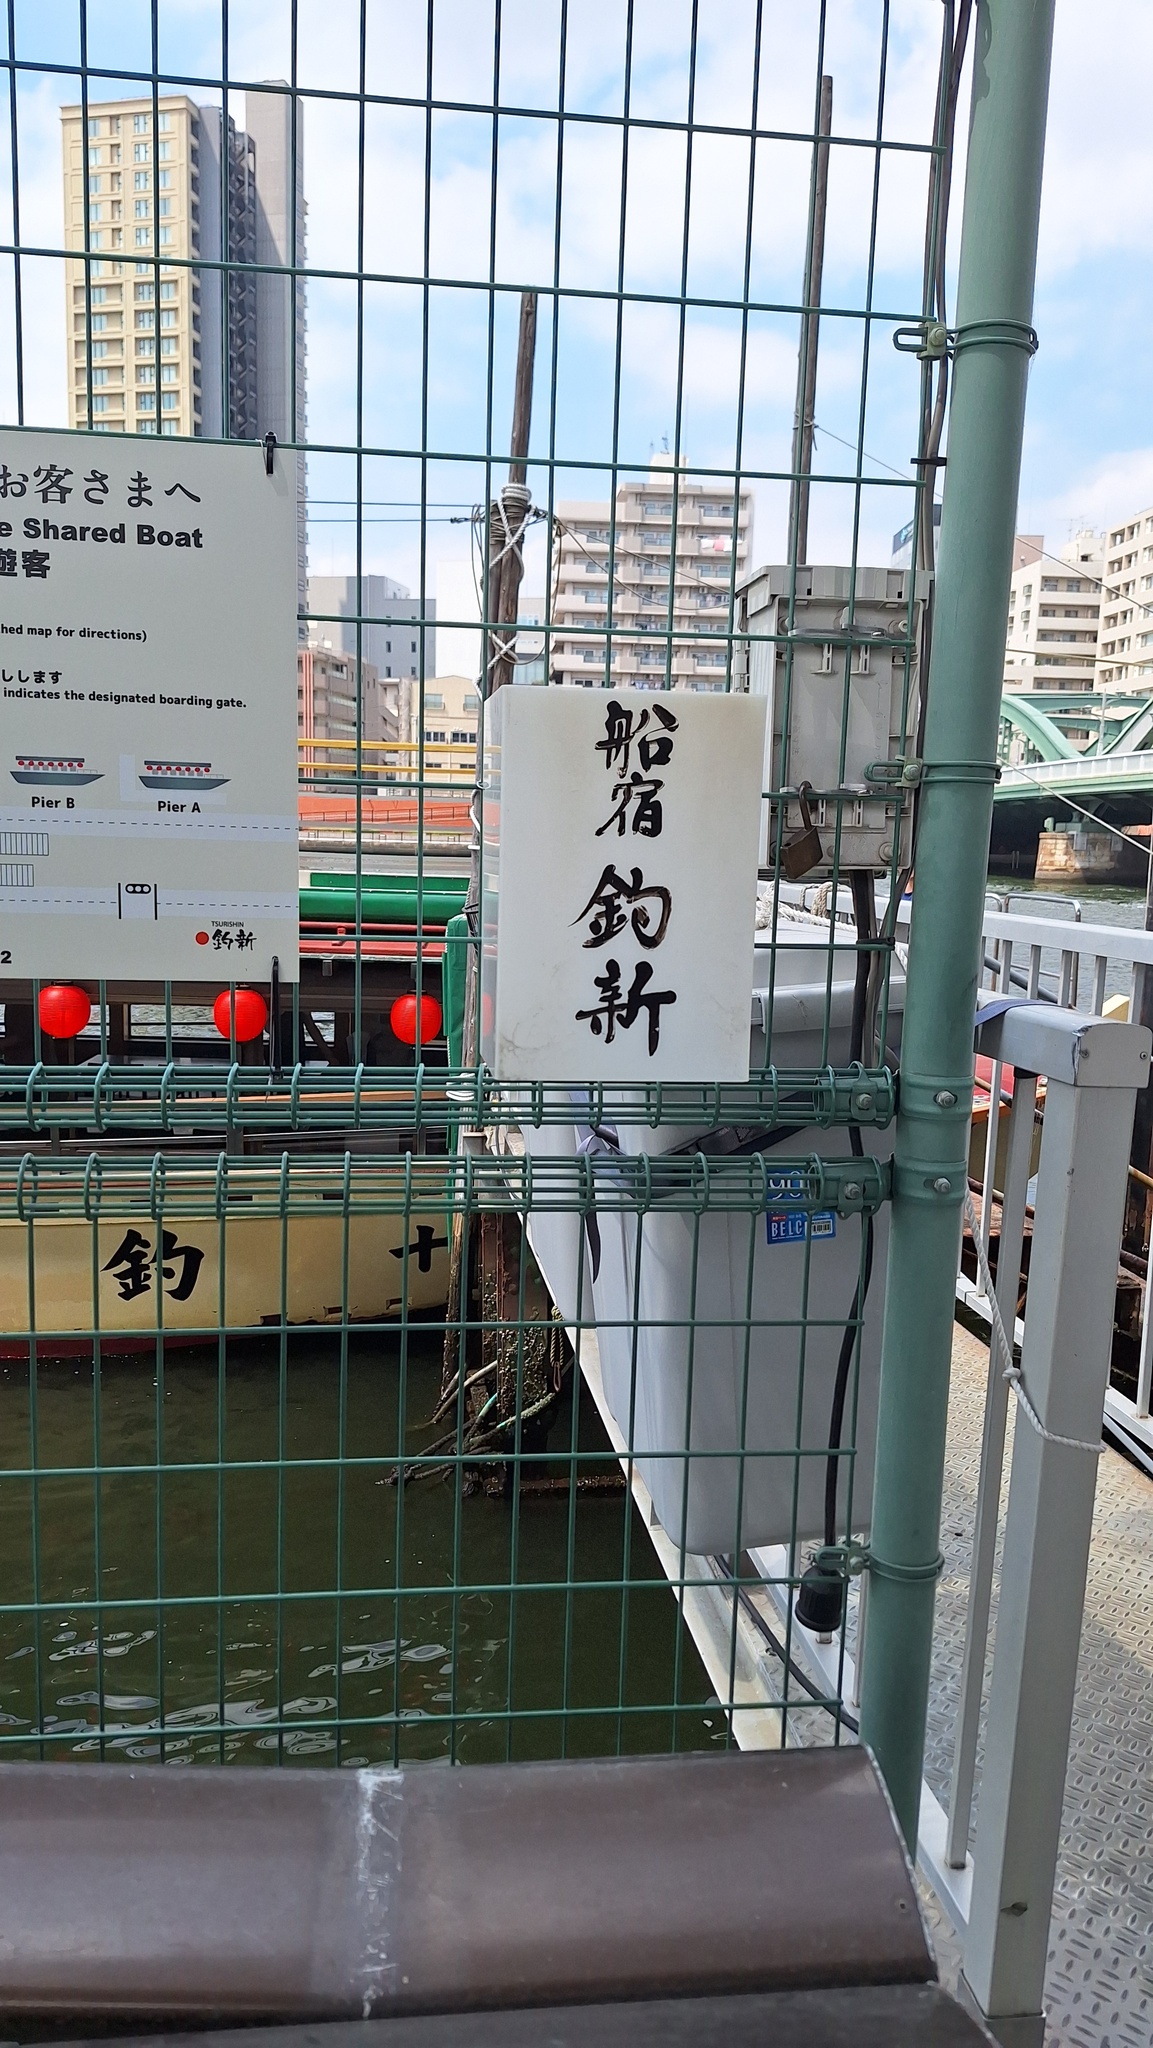 お客さまへ
e Shared Boat
遊客
hed map for directions)
しします
indicates the designated boarding gate.
Pier B
Pier A
TSURISHIN
釣新
2
船宿
釣新
釣
十
90
BELC